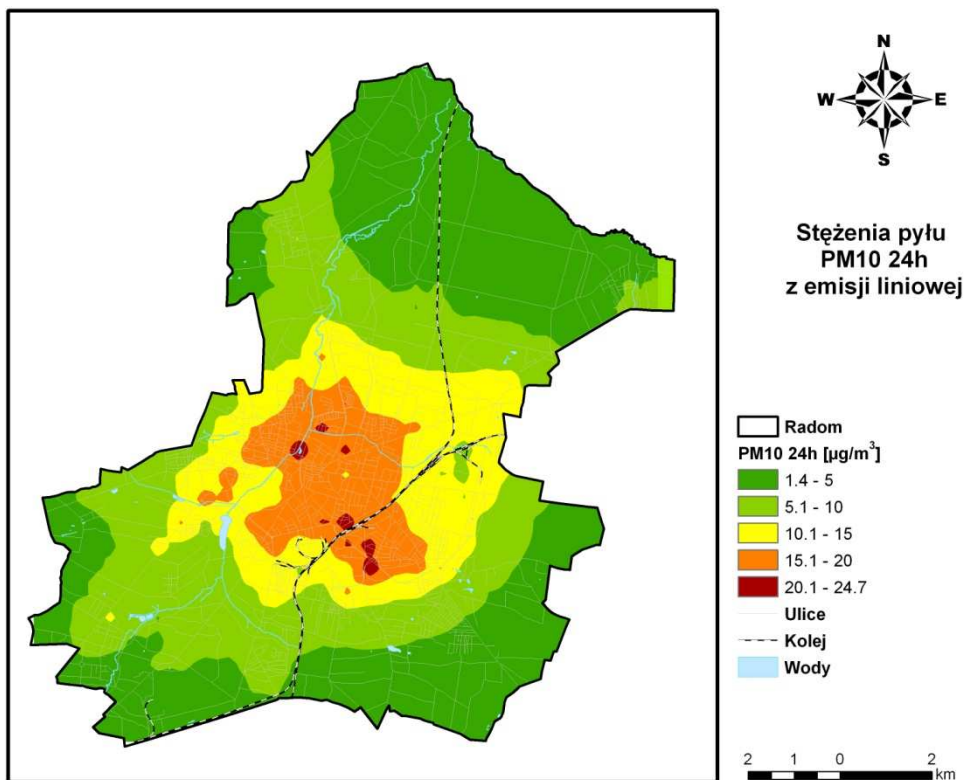 N
W E
S
Stężenia pyłu
PM10 24h
z emisji liniowej
Radom
PM10 24h [µg/m³]
1.4 - 5
5.1 - 10
10.1 - 15
15.1 - 20
20.1 - 24.7
Ulice
Kolej
Wody
2 1 0 2
km